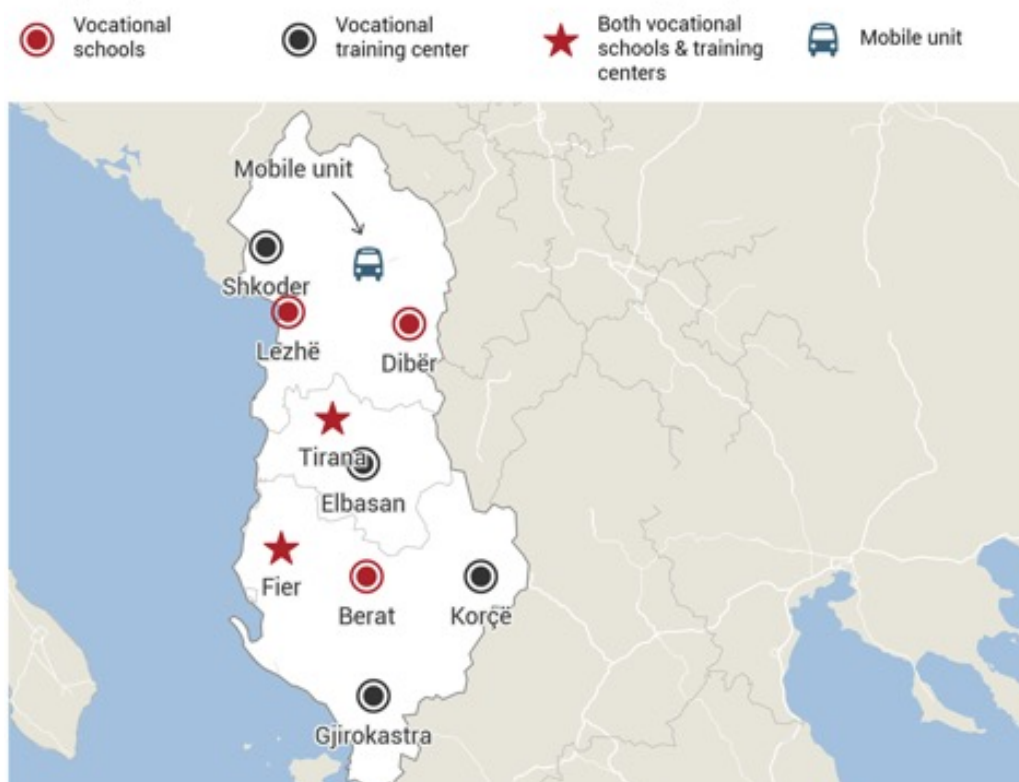 Vocational
schools
Vocational
training center
Both vocational
schools & training
centers
Mobile unit
Mobile unit
Shkoder
Lezhë
Dibër
Tirana
Elbasan
Fier
Berat
Korçë
Gjirokastra